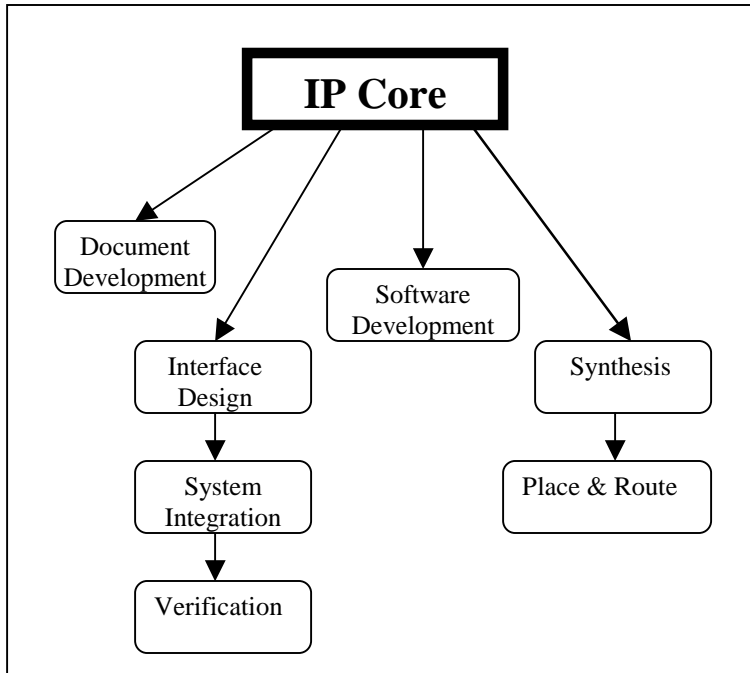 IP Core
Document
Development
Software
Development
Interface
Design
Synthesis
System
Integration
Place & Route
Verification